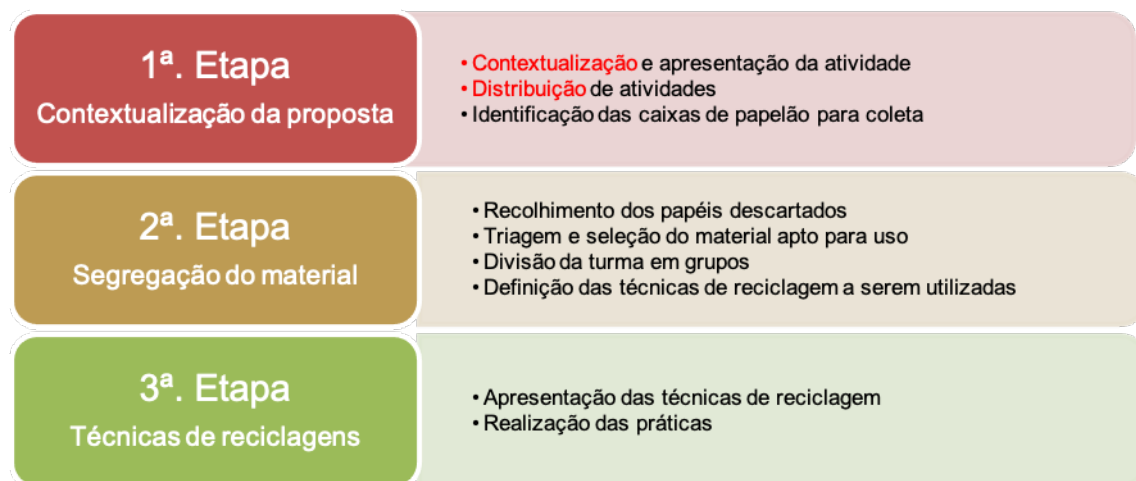 1ª. Etapa
Contextualização da proposta
• Contextualização e apresentação da atividade
• Distribuição de atividades
• Identificação das caixas de papelão para coleta
2ª. Etapa
Segregação do material
• Recolhimento dos papéis descartados
• Triagem e seleção do material apto para uso
• Divisão da turma em grupos
• Definição das técnicas de reciclagem a serem utilizadas
3ª. Etapa
Técnicas de reciclagens
• Apresentação das técnicas de reciclagem
• Realização das práticas